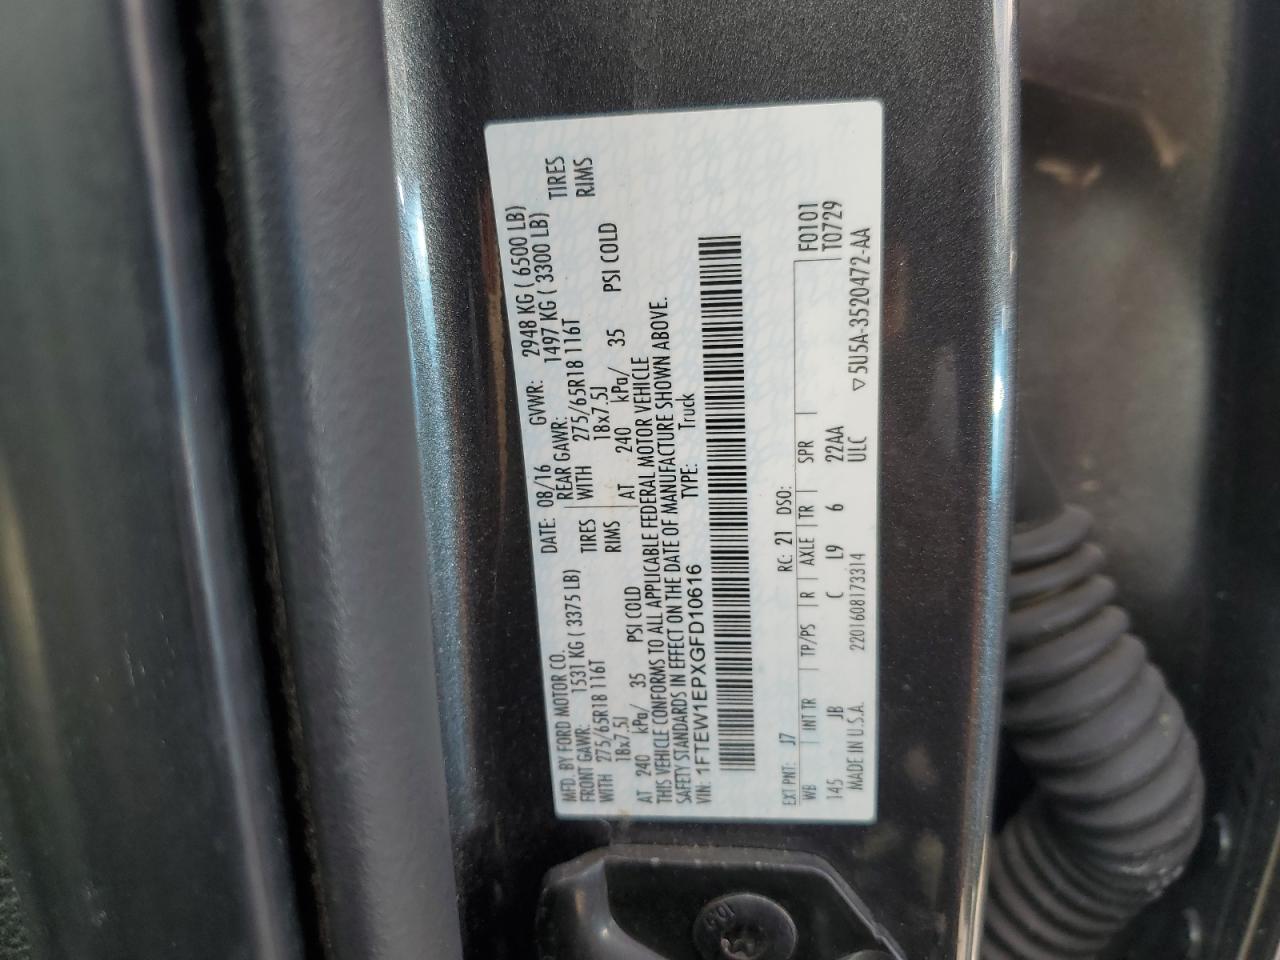 MFD. BY FORD MOTOR CO. DATE: 08/16 GVWR: 2948 KG ( 6500 LB)
FRONT GAWR: 1531 KG ( 3375 LB) REAR GAWR: 1497 KG ( 3300 LB)
WITH 275/65R18 116T TIRES WITH 275/65R18 116T TIRES
18x7.5J RIMS 18x7.5J RIMS
AT 240 kPa/ 35 PSI COLD AT 240 kPa/ 35 PSI COLD
THIS VEHICLE CONFORMS TO ALL APPLICABLE FEDERAL MOTOR VEHICLE
SAFETY STANDARDS IN EFFECT ON THE DATE OF MANUFACTURE SHOWN ABOVE.
VIN: 1FTEW1EPXGFD10616 TYPE: Truck
EXT PNT: J7 RC: 21 DSO: F0101
WB INT TR TP/PS R AXLE TR SPR T0729
145 JB C L9 6 22AA
MADE IN U.S.A. 2201608173314 ULC ▽5U5A-3520472-AA